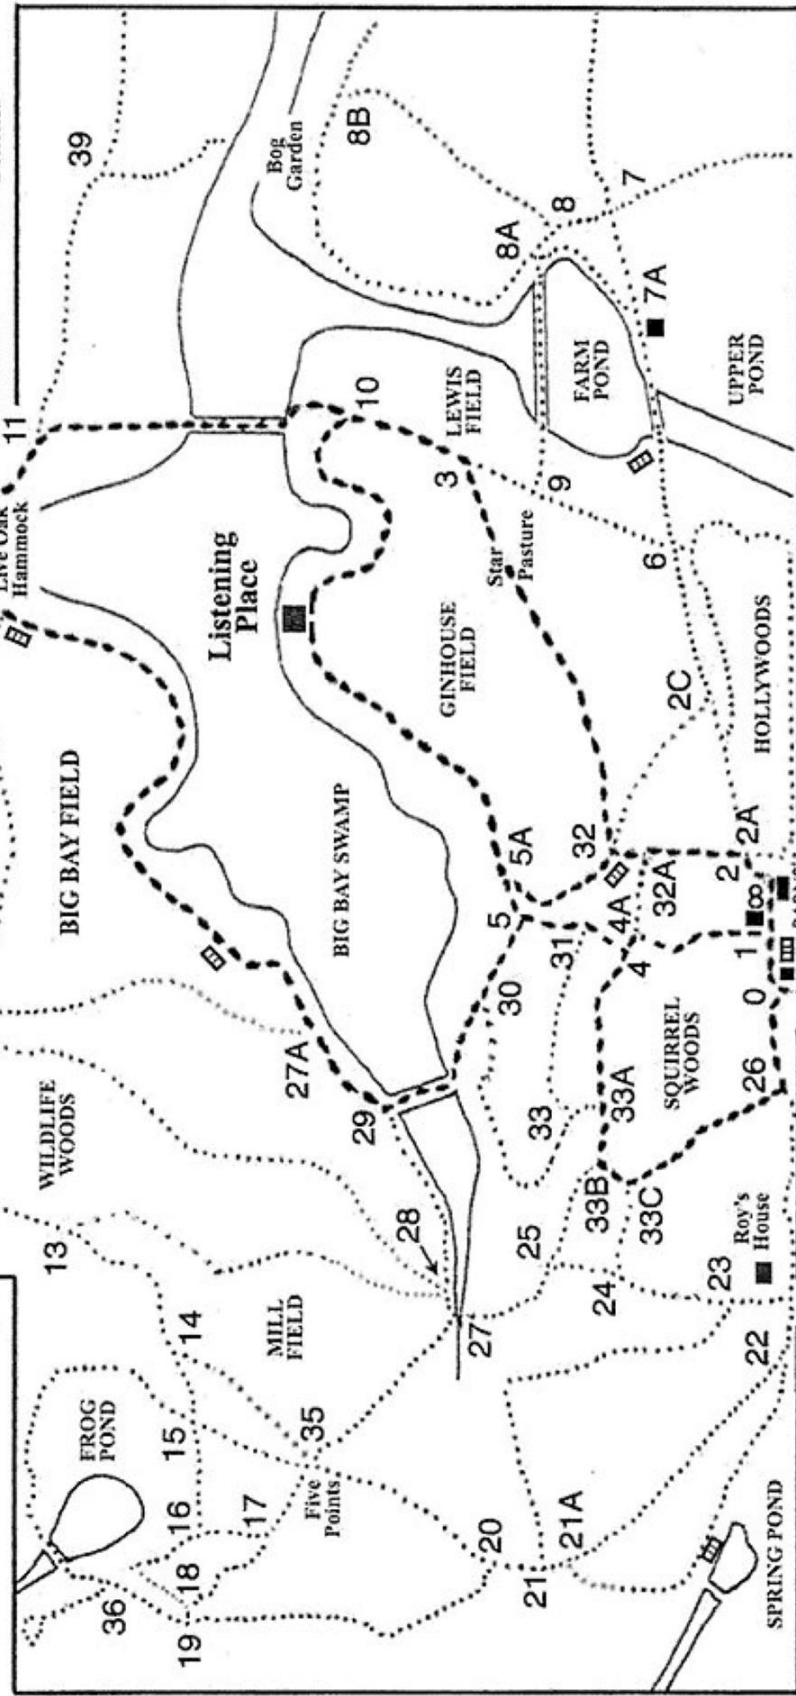 11
39
Live Oak
Hammock
Bog
Garden
8B
8
8A
7
7A
10
LEWIS
FIELD
FARM
POND
UPPER
POND
3
9
6
Star
Pasture
Listening
Place
GINHOUSE
FIELD
2C
HOLLYWOODS
BIG BAY FIELD
BIG BAY SWAMP
5A
5
32
32A
2A
2
8
1
0
4A
4
31
30
33
33A
33B
33C
SQUIRREL
WOODS
26
27A
29
28
27
25
24
23
22
Roy's
House
WILDLIFE
WOODS
13
14
15
16
17
18
19
36
35
MILL
FIELD
FROG
POND
Five
Points
20
21
21A
SPRING POND